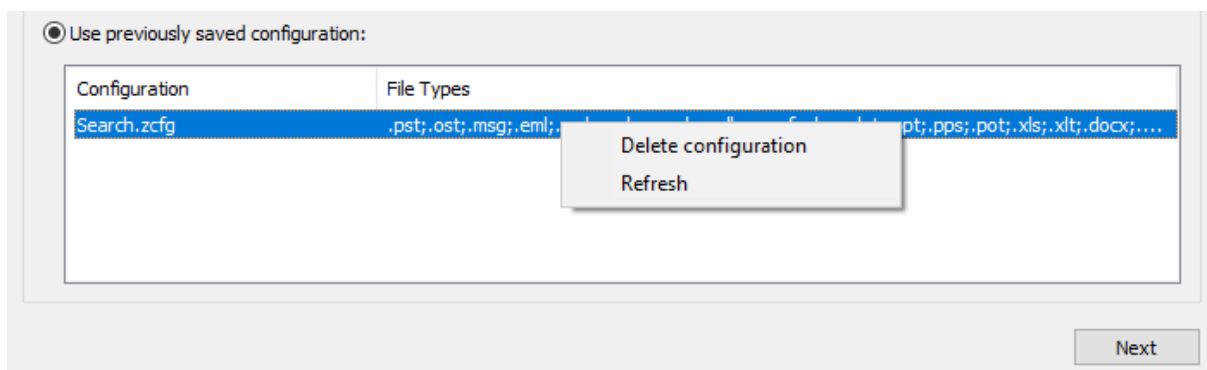 Use previously saved configuration:
Configuration File Types
Search.zcfg .pst;.ost;.msg;.eml;. pt;.pps;.pot;.xls;.xlt;.docx;....
Delete configuration
Refresh
Next